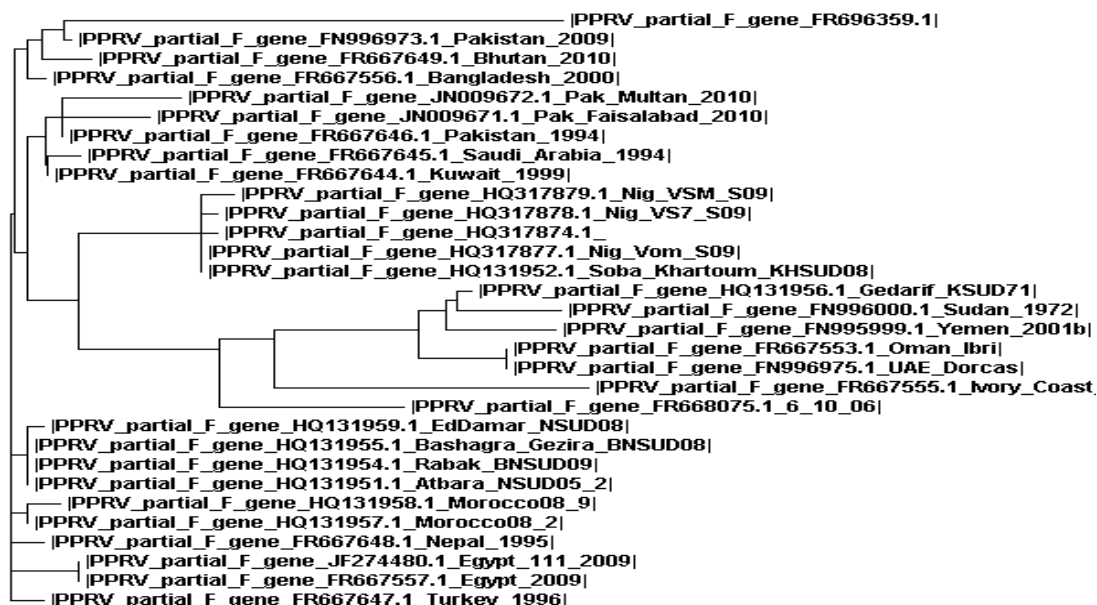 |PPRV_partial_F_gene_FR696359.1|
|PPRV_partial_F_gene_FN996973.1_Pakistan_2009|
|PPRV_partial_F_gene_FR667649.1_Bhutan_2010|
|PPRV_partial_F_gene_FR667556.1_Bangladesh_2000|
|PPRV_partial_F_gene_JN009672.1_Pak_Multan_2010|
|PPRV_partial_F_gene_JN009671.1_Pak_Faisalabad_2010|
|PPRV_partial_F_gene_FR667646.1_Pakistan_1994|
|PPRV_partial_F_gene_FR667645.1_Saudi_Arabia_1994|
|PPRV_partial_F_gene_FR667644.1_Kuwait_1999|
|PPRV_partial_F_gene_HQ317879.1_Nig_VSM_S09|
|PPRV_partial_F_gene_HQ317878.1_Nig_VS7_S09|
|PPRV_partial_F_gene_HQ317874.1_
|PPRV_partial_F_gene_HQ317877.1_Nig_Vom_S09|
|PPRV_partial_F_gene_HQ131952.1_Soba_Khartoum_KHSUD08|
|PPRV_partial_F_gene_HQ131956.1_Gedarif_KSUD71|
|PPRV_partial_F_gene_FN996000.1_Sudan_1972|
|PPRV_partial_F_gene_FN995999.1_Yemen_2001b|
|PPRV_partial_F_gene_FR667553.1_Oman_Ibri|
|PPRV_partial_F_gene_FN996975.1_UAE_Dorcas|
|PPRV_partial_F_gene_FR667555.1_Ivory_Coast_
|PPRV_partial_F_gene_FR668075.1_6_10_06|
|PPRV_partial_F_gene_HQ131959.1_EdDamar_NSUD08|
|PPRV_partial_F_gene_HQ131955.1_Bashagra_Gezira_BNSUD08|
|PPRV_partial_F_gene_HQ131954.1_Rabak_BNSUD09|
|PPRV_partial_F_gene_HQ131951.1_Atbara_NSUD05_2|
|PPRV_partial_F_gene_HQ131958.1_Morocco08_9|
|PPRV_partial_F_gene_HQ131957.1_Morocco08_2|
|PPRV_partial_F_gene_FR667648.1_Nepal_1995|
|PPRV_partial_F_gene_JF274480.1_Egypt_111_2009|
|PPRV_partial_F_gene_FR667557.1_Egypt_2009|
|PPRV_partial_F_gene_FR667647.1_Turkey_1996|